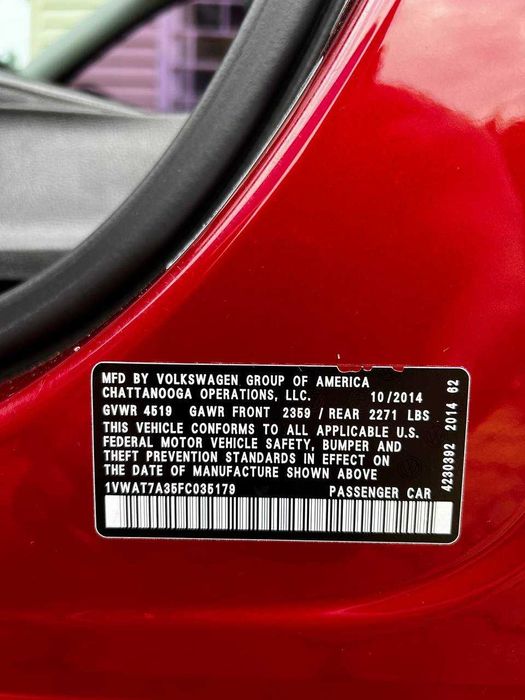 MFD BY VOLKSWAGEN GROUP OF AMERICA
CHATTANOOGA OPERATIONS, LLC. 10/2014
GVWR 4519 GAWR FRONT 2359 / REAR 2271 LBS
THIS VEHICLE CONFORMS TO ALL APPLICABLE U.S.
FEDERAL MOTOR VEHICLE SAFETY, BUMPER AND
THEFT PREVENTION STANDARDS IN EFFECT ON
THE DATE OF MANUFACTURE SHOWN ABOVE
1VWAT7A35FC035179 PASSENGER CAR
4230392 2014 62